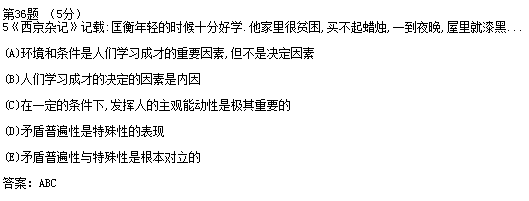 第36题 （5分）
5《西京杂记》记载:匡衡年轻的时候十分好学.他家里很贫困,买不起蜡烛,一到夜晚,屋里就漆黑...
(A)环境和条件是人们学习成才的重要因素,但不是决定因素
(B)人们学习成才的决定的因素是内因
(C)在一定的条件下,发挥人的主观能动性是极其重要的
(D)矛盾普遍性是特殊性的表现
(E)矛盾普遍性与特殊性是根本对立的
答案: ABC